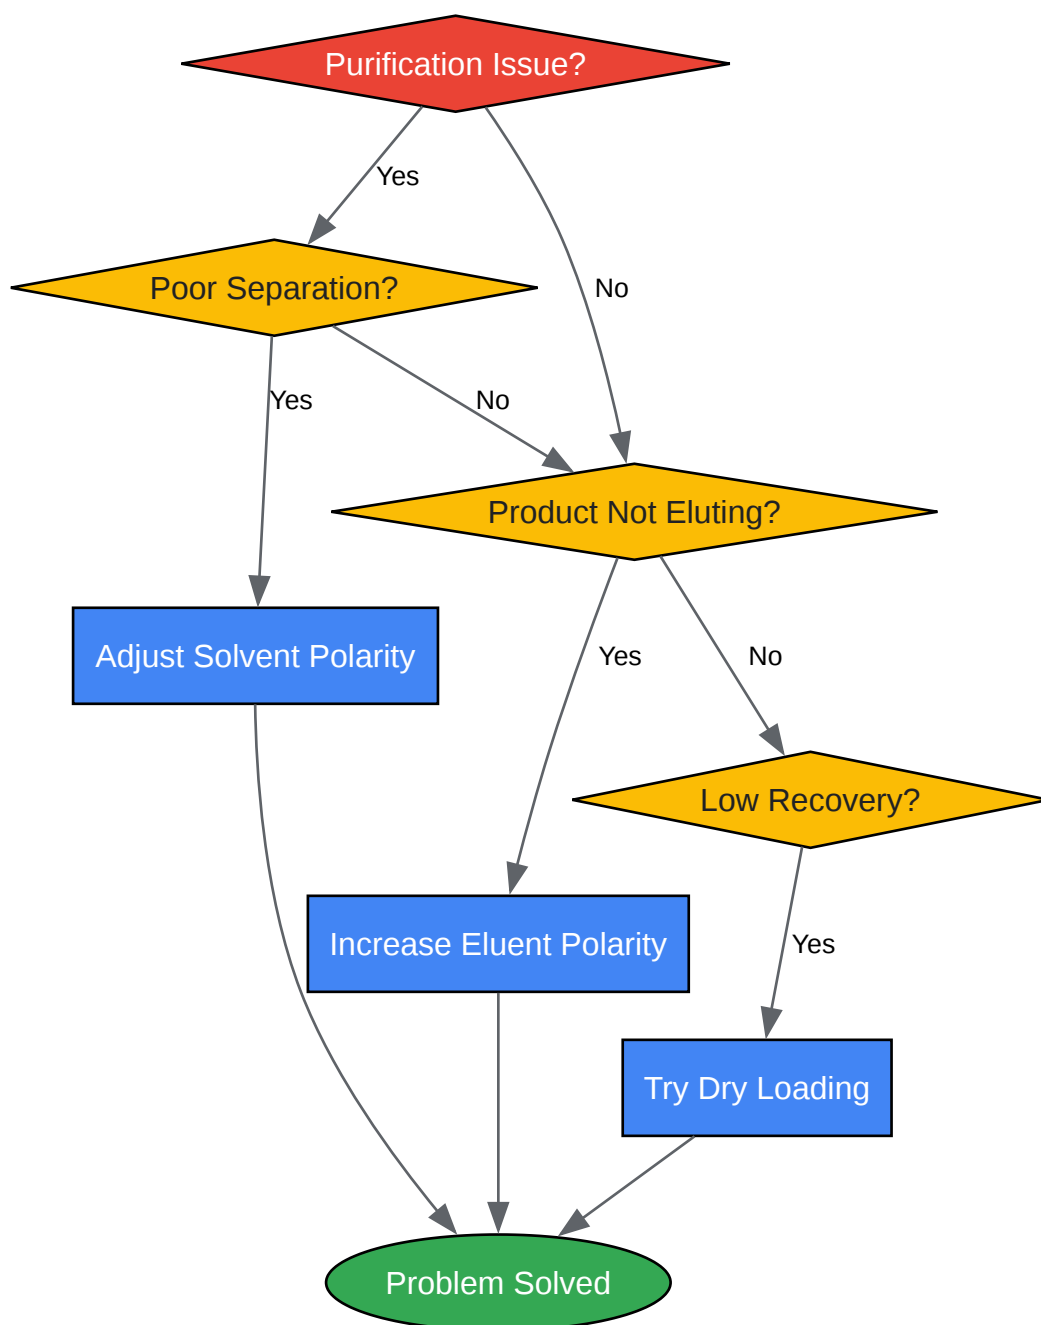 Purification Issue?
Yes
Poor Separation?
No
Yes
No
Product Not Eluting?
Adjust Solvent Polarity
Yes
No
Low Recovery?
Increase Eluent Polarity
Yes
Try Dry Loading
Problem Solved